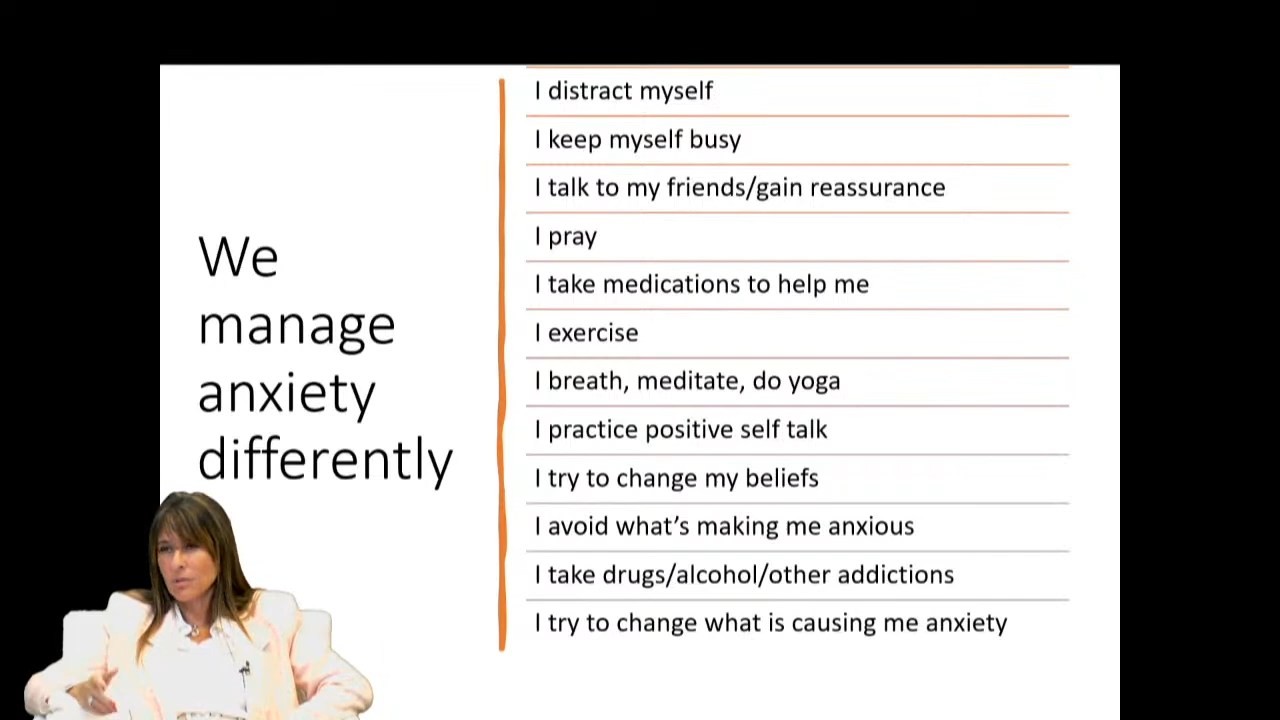 We
manage
anxiety
differently
I distract myself
I keep myself busy
I talk to my friends/gain reassurance
I pray
I take medications to help me
I exercise
I breath, meditate, do yoga
I practice positive self talk
I try to change my beliefs
I avoid what’s making me anxious
I take drugs/alcohol/other addictions
I try to change what is causing me anxiety